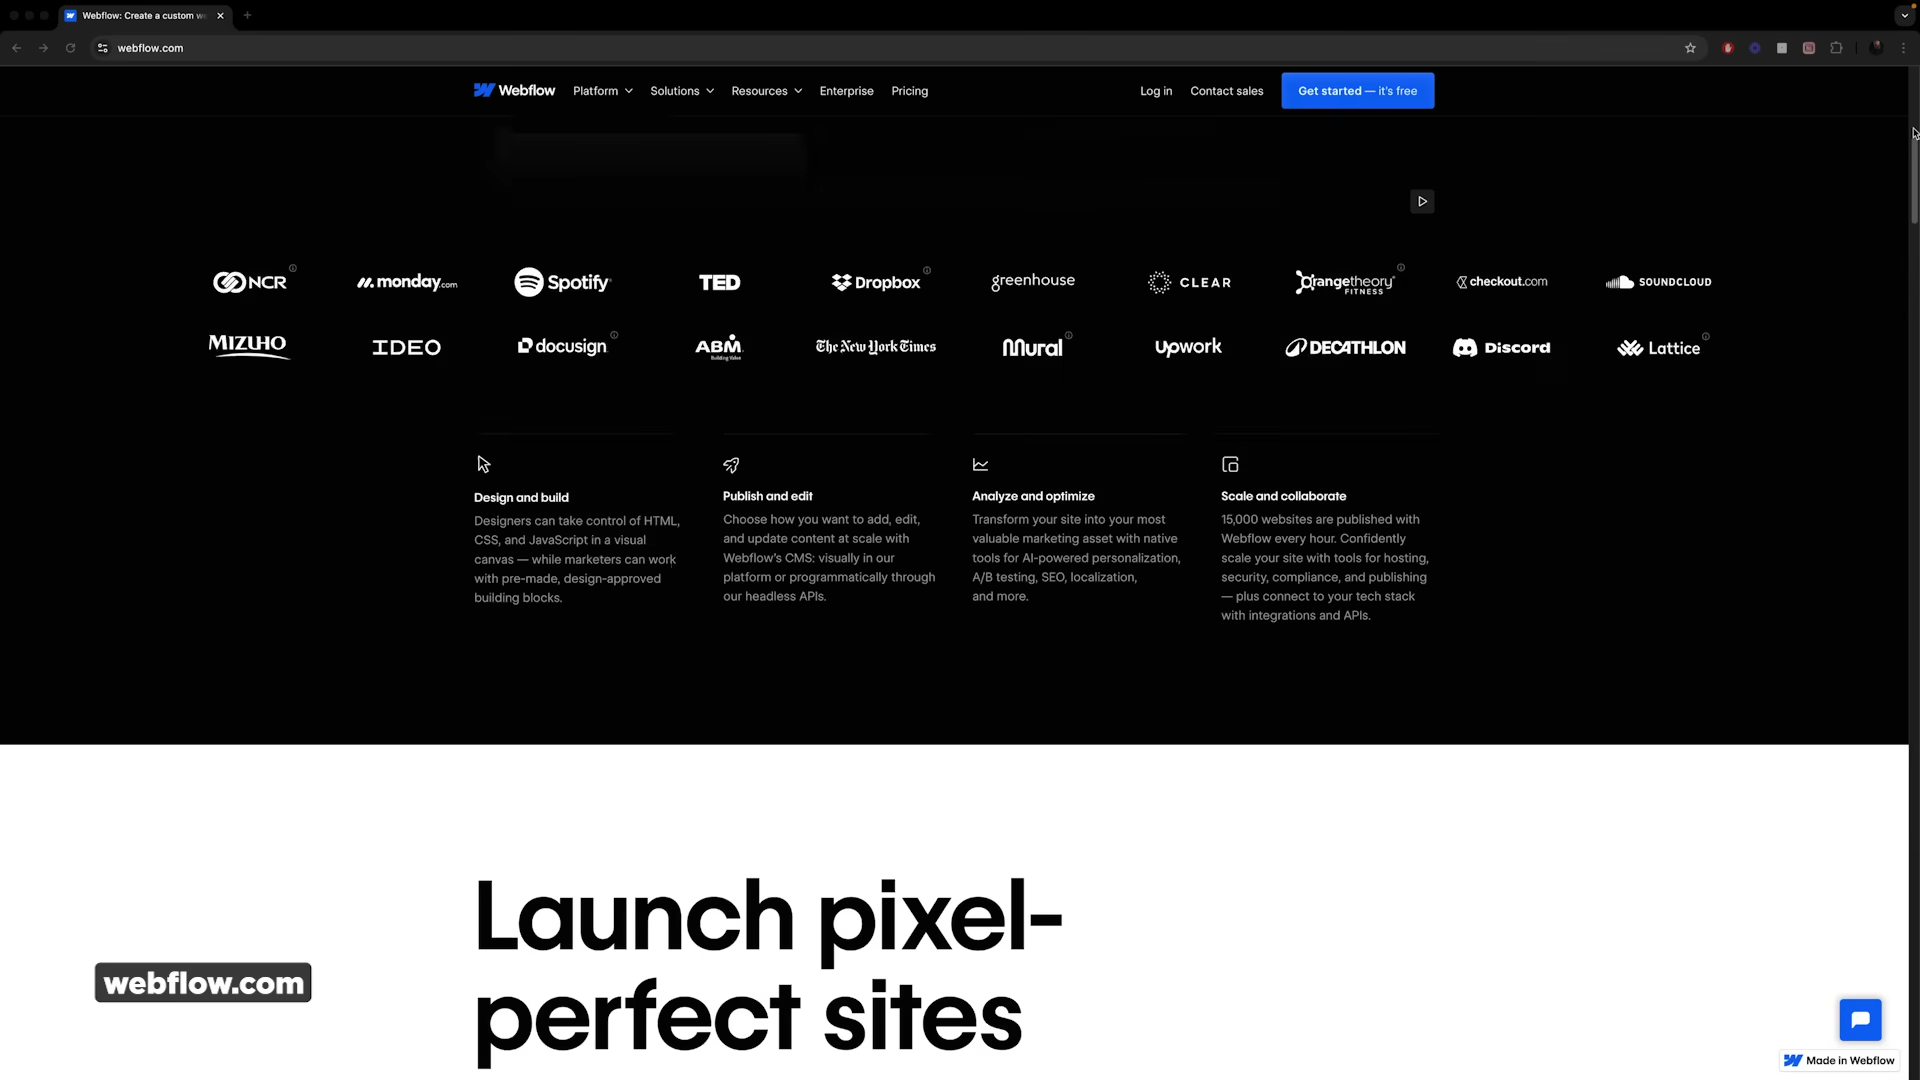 Webflow: Create a custom we
webflow.com
Webflow Platform Solutions Resources Enterprise Pricing Log in Contact sales Get started — it's free
NCR monday.com Spotify TED Dropbox greenhouse CLEAR Orangetheory FITNESS checkout.com SOUNDCLOUD
MIZUHO IDEO docusign ABM Building Value The New York Times Mural Upwork DECATHLON Discord Lattice
Design and build
Designers can take control of HTML,
CSS, and JavaScript in a visual
canvas — while marketers can work
with pre-made, design-approved
building blocks.
Publish and edit
Choose how you want to add, edit,
and update content at scale with
Webflow's CMS: visually in our
platform or programmatically through
our headless APIs.
Analyze and optimize
Transform your site into your most
valuable marketing asset with native
tools for AI-powered personalization,
A/B testing, SEO, localization,
and more.
Scale and collaborate
15,000 websites are published with
Webflow every hour. Confidently
scale your site with tools for hosting,
security, compliance, and publishing
— plus connect to your tech stack
with integrations and APIs.
Launch pixel-
perfect sites
webflow.com
Made in Webflow